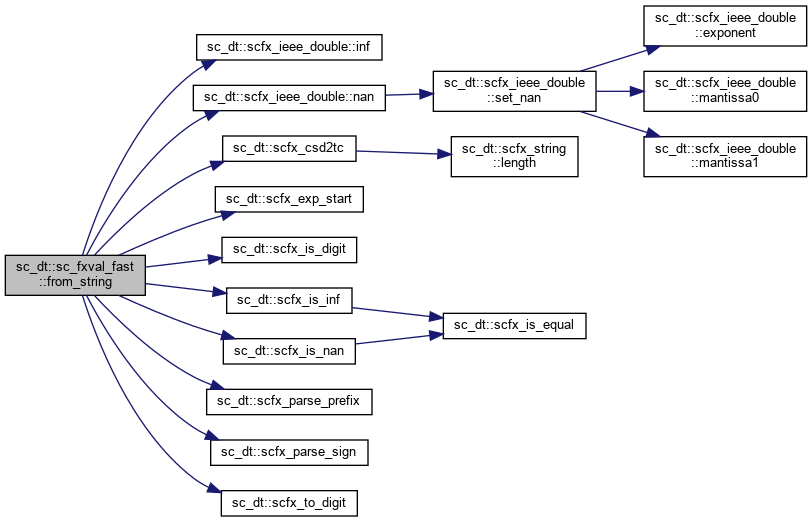 sc_dt::sc_fxval_fast
::from_string
sc_dt::scfx_ieee_double::inf
sc_dt::scfx_ieee_double::nan
sc_dt::scfx_csd2tc
sc_dt::scfx_exp_start
sc_dt::scfx_is_digit
sc_dt::scfx_is_inf
sc_dt::scfx_is_nan
sc_dt::scfx_parse_prefix
sc_dt::scfx_parse_sign
sc_dt::scfx_to_digit
sc_dt::scfx_ieee_double
::set_nan
sc_dt::scfx_string
::length
sc_dt::scfx_is_equal
sc_dt::scfx_ieee_double
::exponent
sc_dt::scfx_ieee_double
::mantissa0
sc_dt::scfx_ieee_double
::mantissa1